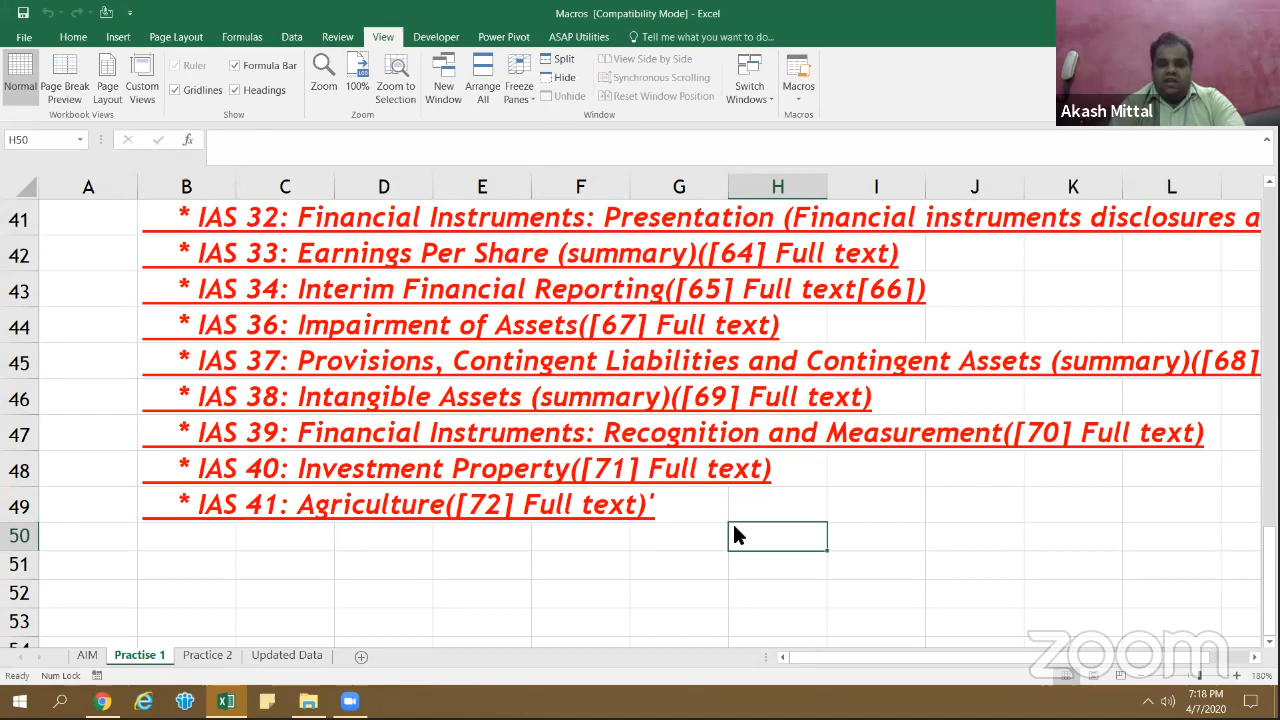 Macros [Compatibility Mode] - Excel
File Home Insert Page Layout Formulas Data Review View Developer Power Pivot ASAP Utilities Tell me what you want to do...
Normal Page Break Preview Page Layout Custom Views
Workbook Views
Ruler Formula Bar
Gridlines Headings
Show
Zoom 100% Zoom to Selection
Zoom
New Window Arrange All Freeze Panes
Split
Hide
Unhide
View Side by Side
Synchronous Scrolling
Reset Window Position
Window
Switch Windows
Macros
Macros
Akash Mittal
H50 fx
A B C D E F G H I J K L
41 * IAS 32: Financial Instruments: Presentation (Financial instruments disclosures a
42 * IAS 33: Earnings Per Share (summary)([64] Full text)
43 * IAS 34: Interim Financial Reporting([65] Full text[66])
44 * IAS 36: Impairment of Assets([67] Full text)
45 * IAS 37: Provisions, Contingent Liabilities and Contingent Assets (summary)([68]
46 * IAS 38: Intangible Assets (summary)([69] Full text)
47 * IAS 39: Financial Instruments: Recognition and Measurement([70] Full text)
48 * IAS 40: Investment Property([71] Full text)
49 * IAS 41: Agriculture([72] Full text)'
50
51
52
53
54
AIM Practise 1 Practice 2 Updated Data
zoom
Ready Num Lock 180%
7:18 PM
4/7/2020